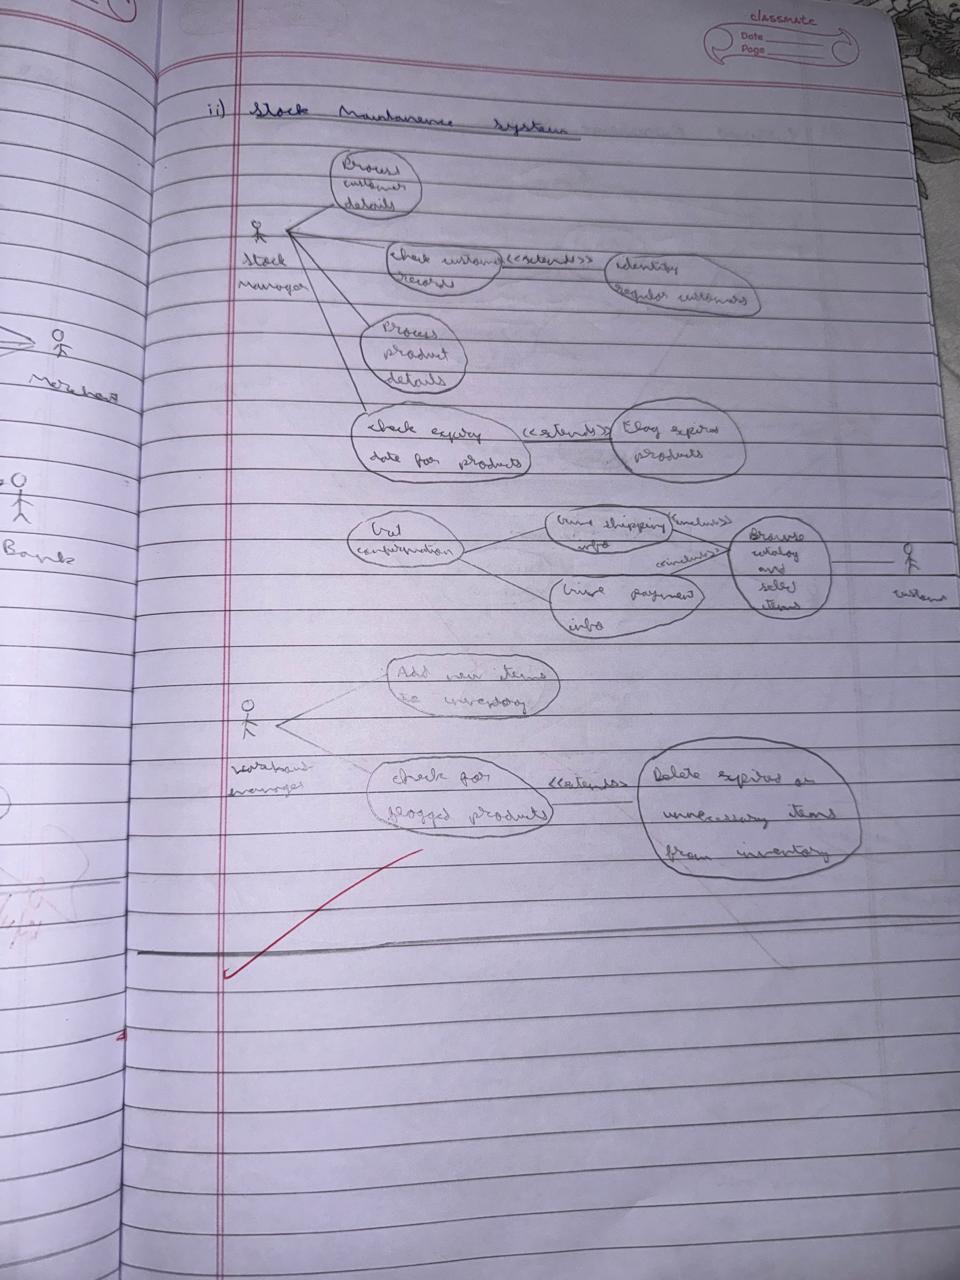 classmate
Date
Page
ii) Stock Maintanence System
Process
customer
details
Stock
Manager
check customer
records
<<extends>>
identify
regular customers
Process
product
details
Merchant
check expiry
date for products
<<extends>>
Flag expired
products
Bank
Get
confirmation
Give shipping
info
<<includes>>
Give payment
info
<<includes>>
Browse
catalog
and
select
items
customer
Add new items
to inventory
manager
check for
flagged products
<<extends>>
Delete expired or
unnecessary items
from inventory